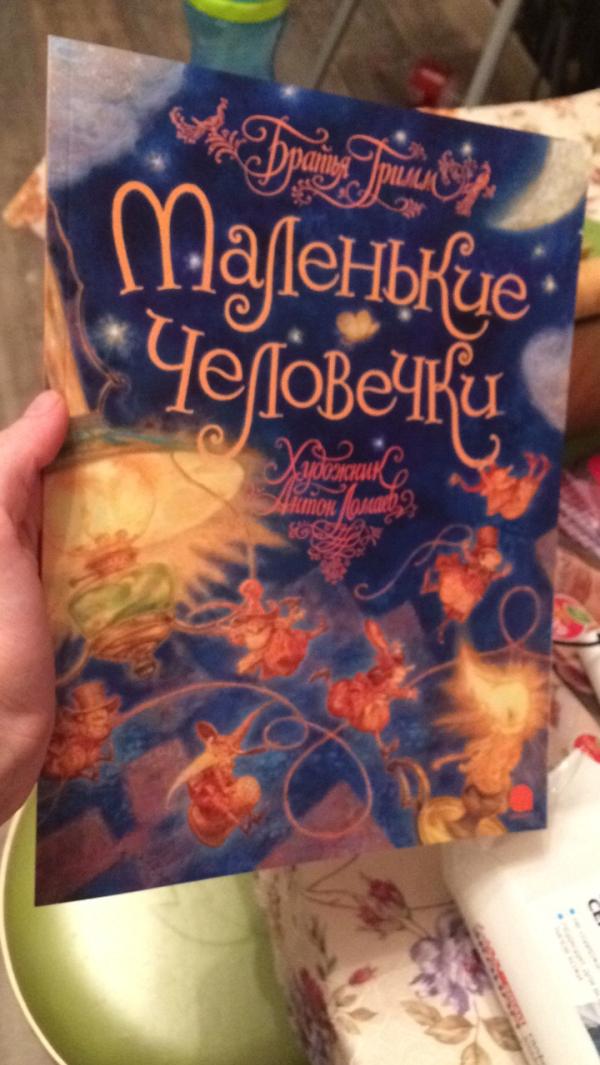 Братья Гримм
Маленькие
человечки
Художник
Антон Ломаев